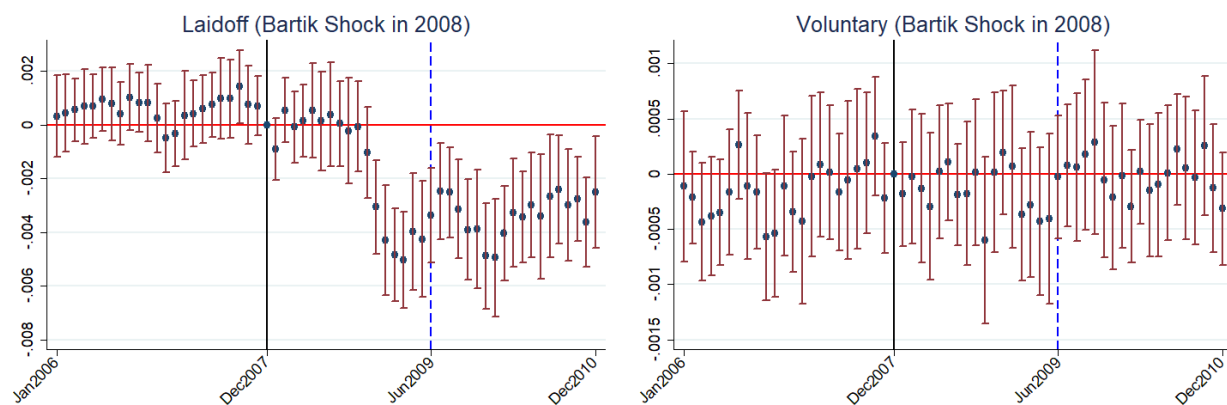 Laidoff (Bartik Shock in 2008)
.002
0
-.002
-.004
-.006
-.008
Jan2006
Dec2007
Jun2009
Dec2010
Voluntary (Bartik Shock in 2008)
.001
.0005
0
-.0005
-.001
-.0015
Jan2006
Dec2007
Jun2009
Dec2010